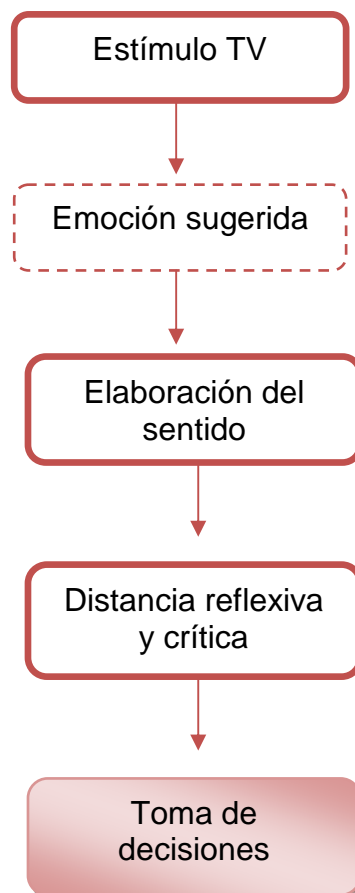 Estímulo TV
Emoción sugerida
Elaboración del
sentido
Distancia reflexiva
y crítica
Toma de
decisiones